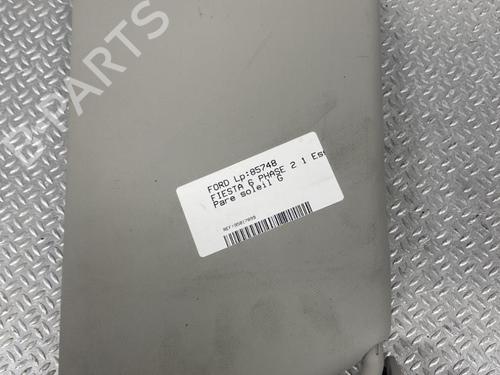 B-PARTS
FORD Lp:85748
FIESTA 6 PHASE 2 1 Ess
Pare soleil G